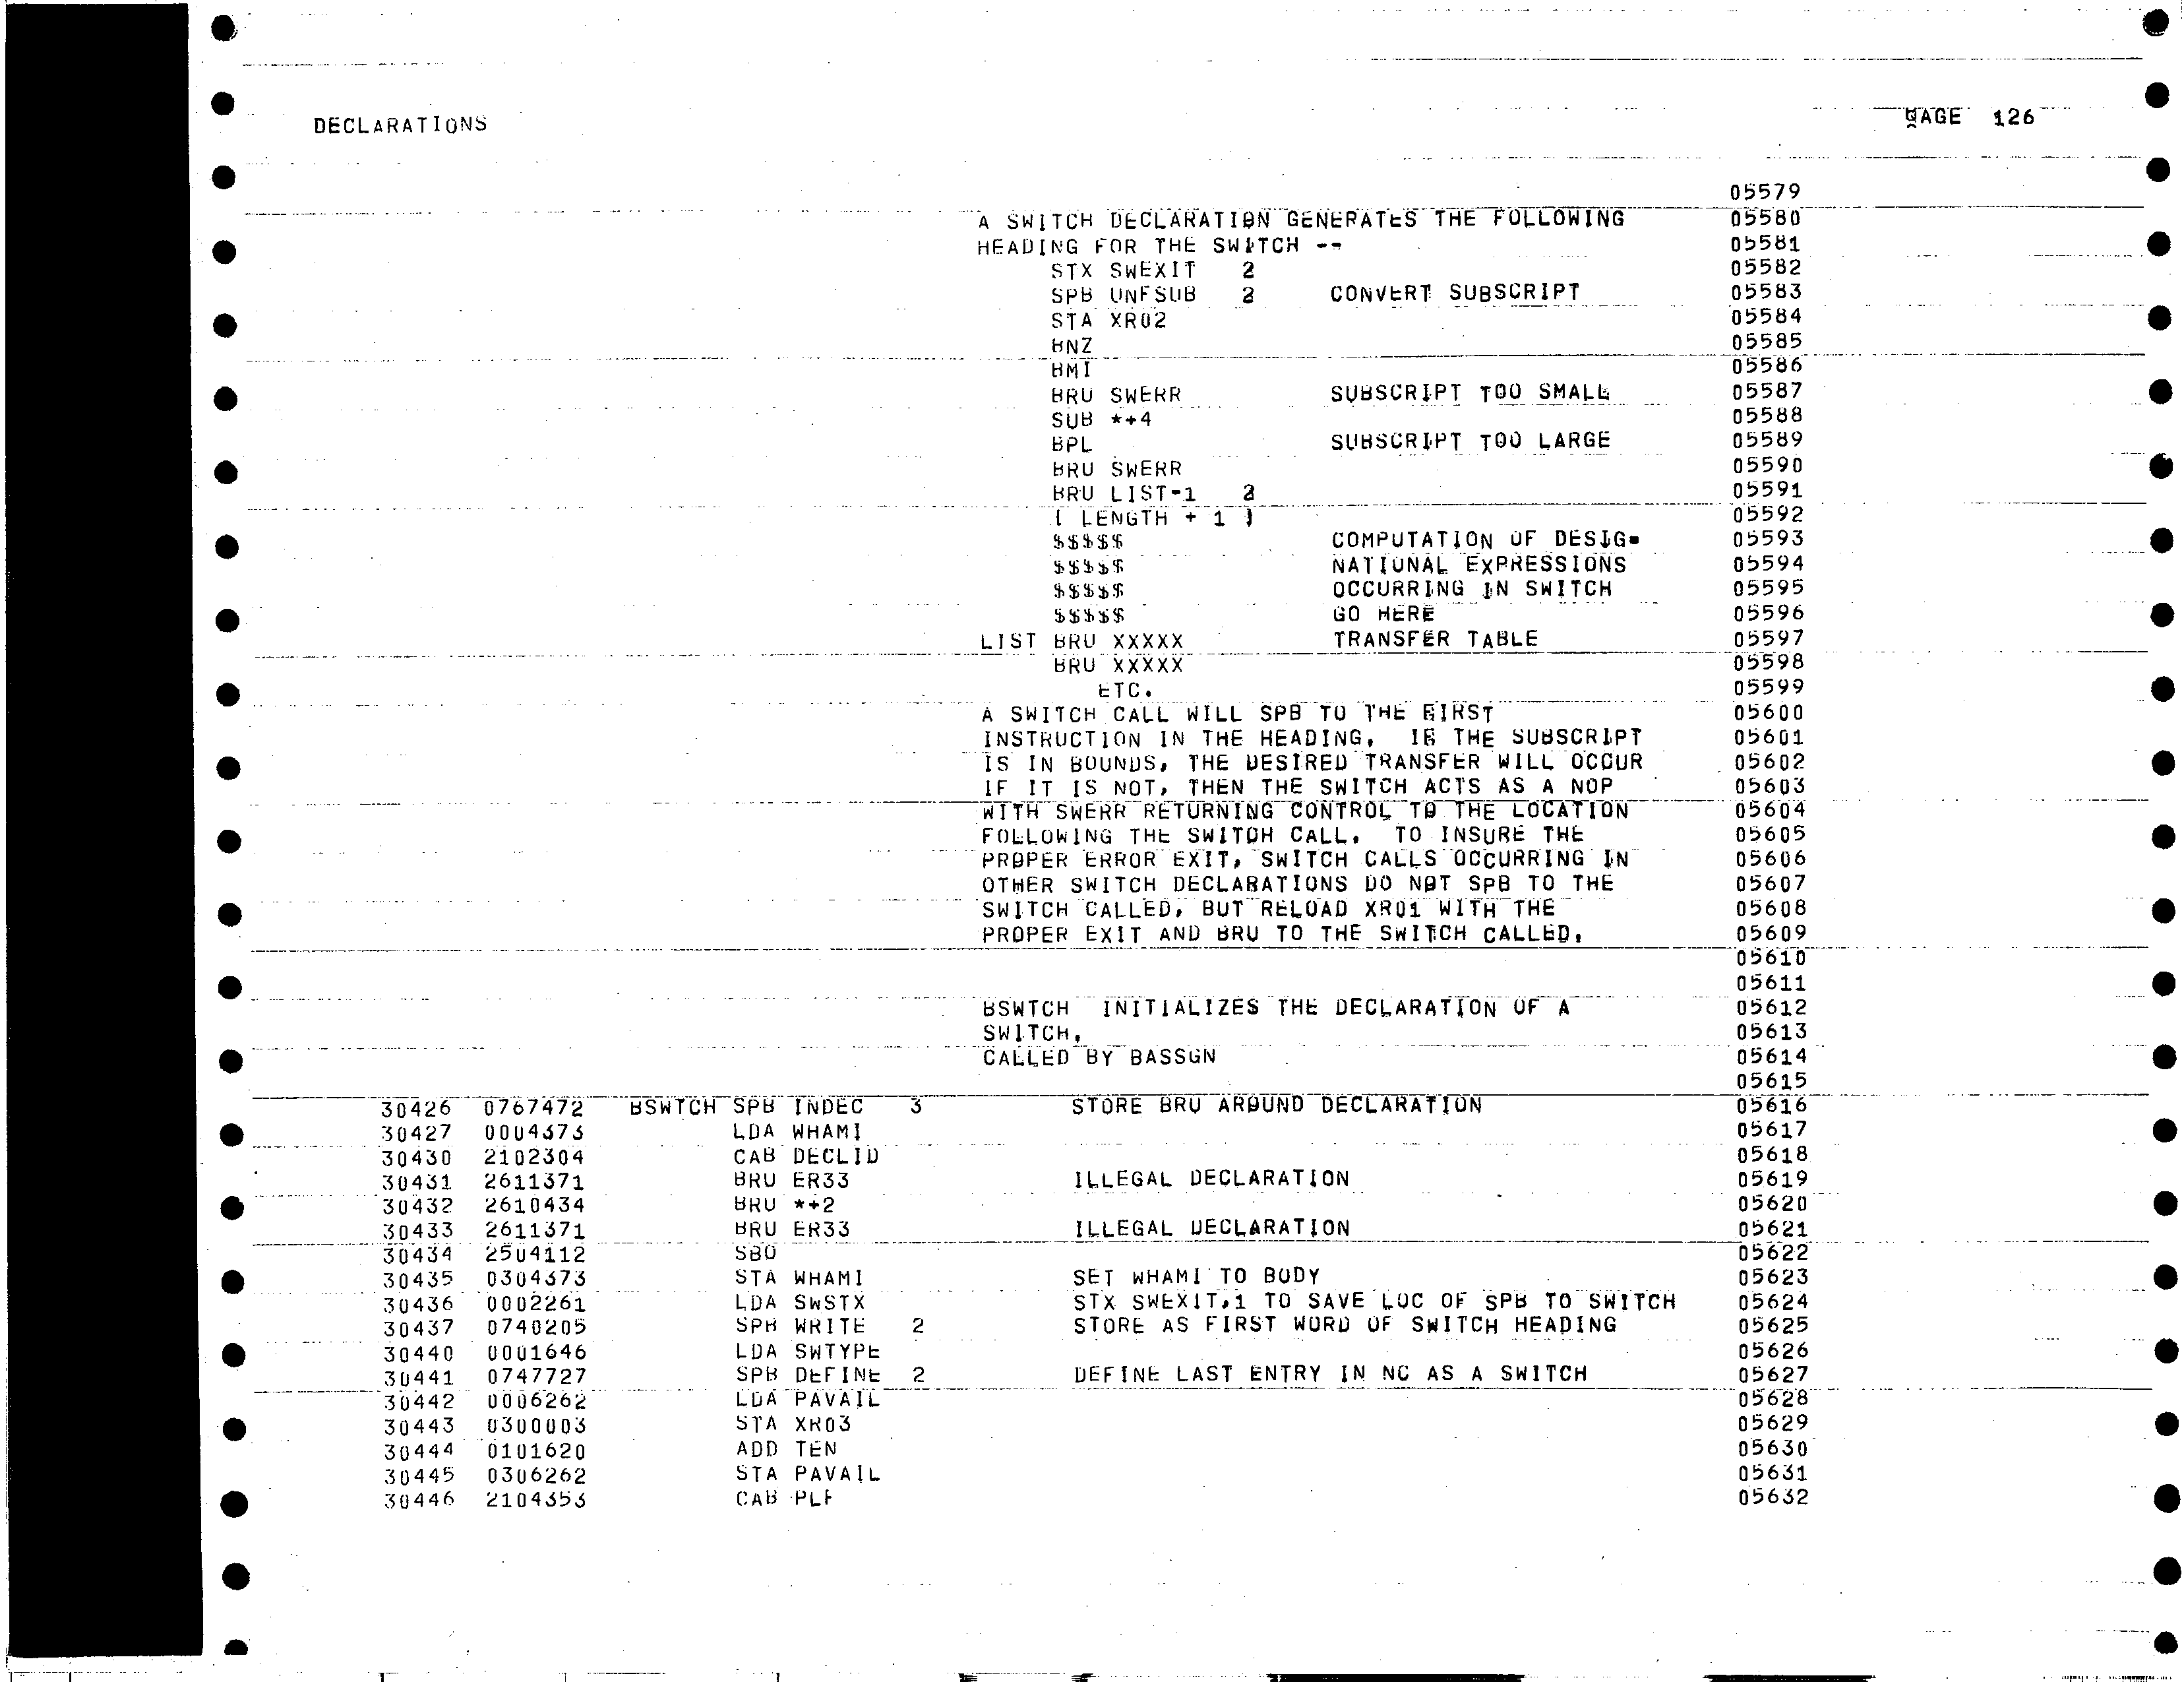 DECLARATIONS PAGE 126
05579
A SWITCH DECLARATION GENERATES THE FOLLOWING 05580
HEADING FOR THE SWITCH -- 05581
STX SWEXIT 2 05582
SPB UNFSUB 2 CONVERT SUBSCRIPT 05583
STA XR02 05584
BNZ 05585
BMI 05586
BRU SWERR SUBSCRIPT TOO SMALL 05587
SUB *+4 05588
BPL SUBSCRIPT TOO LARGE 05589
BRU SWERR 05590
BRU LIST-1 2 05591
( LENGTH + 1 ) 05592
$$$$$ COMPUTATION OF DESIG- 05593
$$$$$ NATIONAL EXPRESSIONS 05594
$$$$$ OCCURRING IN SWITCH 05595
$$$$$ GO HERE 05596
LIST BRU XXXXX TRANSFER TABLE 05597
BRU XXXXX 05598
ETC. 05599
A SWITCH CALL WILL SPB TO THE FIRST 05600
INSTRUCTION IN THE HEADING. IF THE SUBSCRIPT 05601
IS IN BOUNDS, THE DESIRED TRANSFER WILL OCCUR 05602
IF IT IS NOT, THEN THE SWITCH ACTS AS A NOP 05603
WITH SWERR RETURNING CONTROL TO THE LOCATION 05604
FOLLOWING THE SWITCH CALL. TO INSURE THE 05605
PROPER ERROR EXIT, SWITCH CALLS OCCURRING IN 05606
OTHER SWITCH DECLARATIONS DO NOT SPB TO THE 05607
SWITCH CALLED, BUT RELOAD XR01 WITH THE 05608
PROPER EXIT AND BRU TO THE SWITCH CALLED. 05609
05610
05611
BSWTCH INITIALIZES THE DECLARATION OF A 05612
SWITCH. 05613
CALLED BY BASSGN 05614
05615
30426 0767472 BSWTCH SPB INDEC 3 STORE BRU AROUND DECLARATION 05616
30427 0004373 LDA WHAMI 05617
30430 2102304 CAB DECLID 05618
30431 2611371 BRU ER33 ILLEGAL DECLARATION 05619
30432 2610434 BRU *+2 05620
30433 2611371 BRU ER33 ILLEGAL DECLARATION 05621
30434 2504112 SBO 05622
30435 0304373 STA WHAMI SET WHAMI TO BODY 05623
30436 0002261 LDA SWSTX STX SWEXIT,1 TO SAVE LOC OF SPB TO SWITCH 05624
30437 0740205 SPB WRITE 2 STORE AS FIRST WORD OF SWITCH HEADING 05625
30440 0001646 LDA SWTYPE 05626
30441 0747727 SPB DEFINE 2 DEFINE LAST ENTRY IN NC AS A SWITCH 05627
30442 0006262 LDA PAVAIL 05628
30443 0300003 STA XR03 05629
30444 0101620 ADD TEN 05630
30445 0306262 STA PAVAIL 05631
30446 2104353 CAB PLF 05632